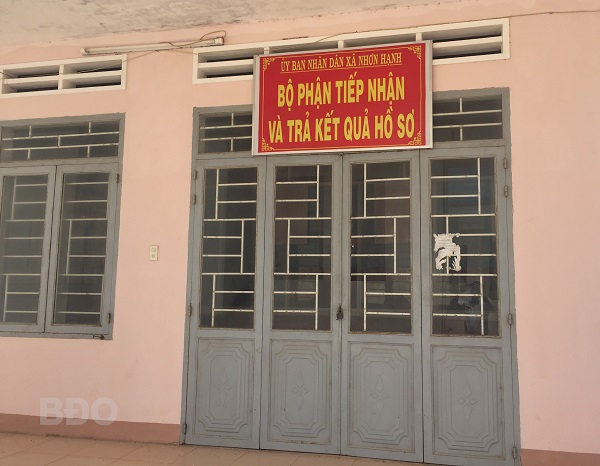 ỦY BAN NHÂN DÂN XÃ NHƠN HẠNH
BỘ PHẬN TIẾP NHẬN
VÀ TRẢ KẾT QUẢ HỒ SƠ
BĐO